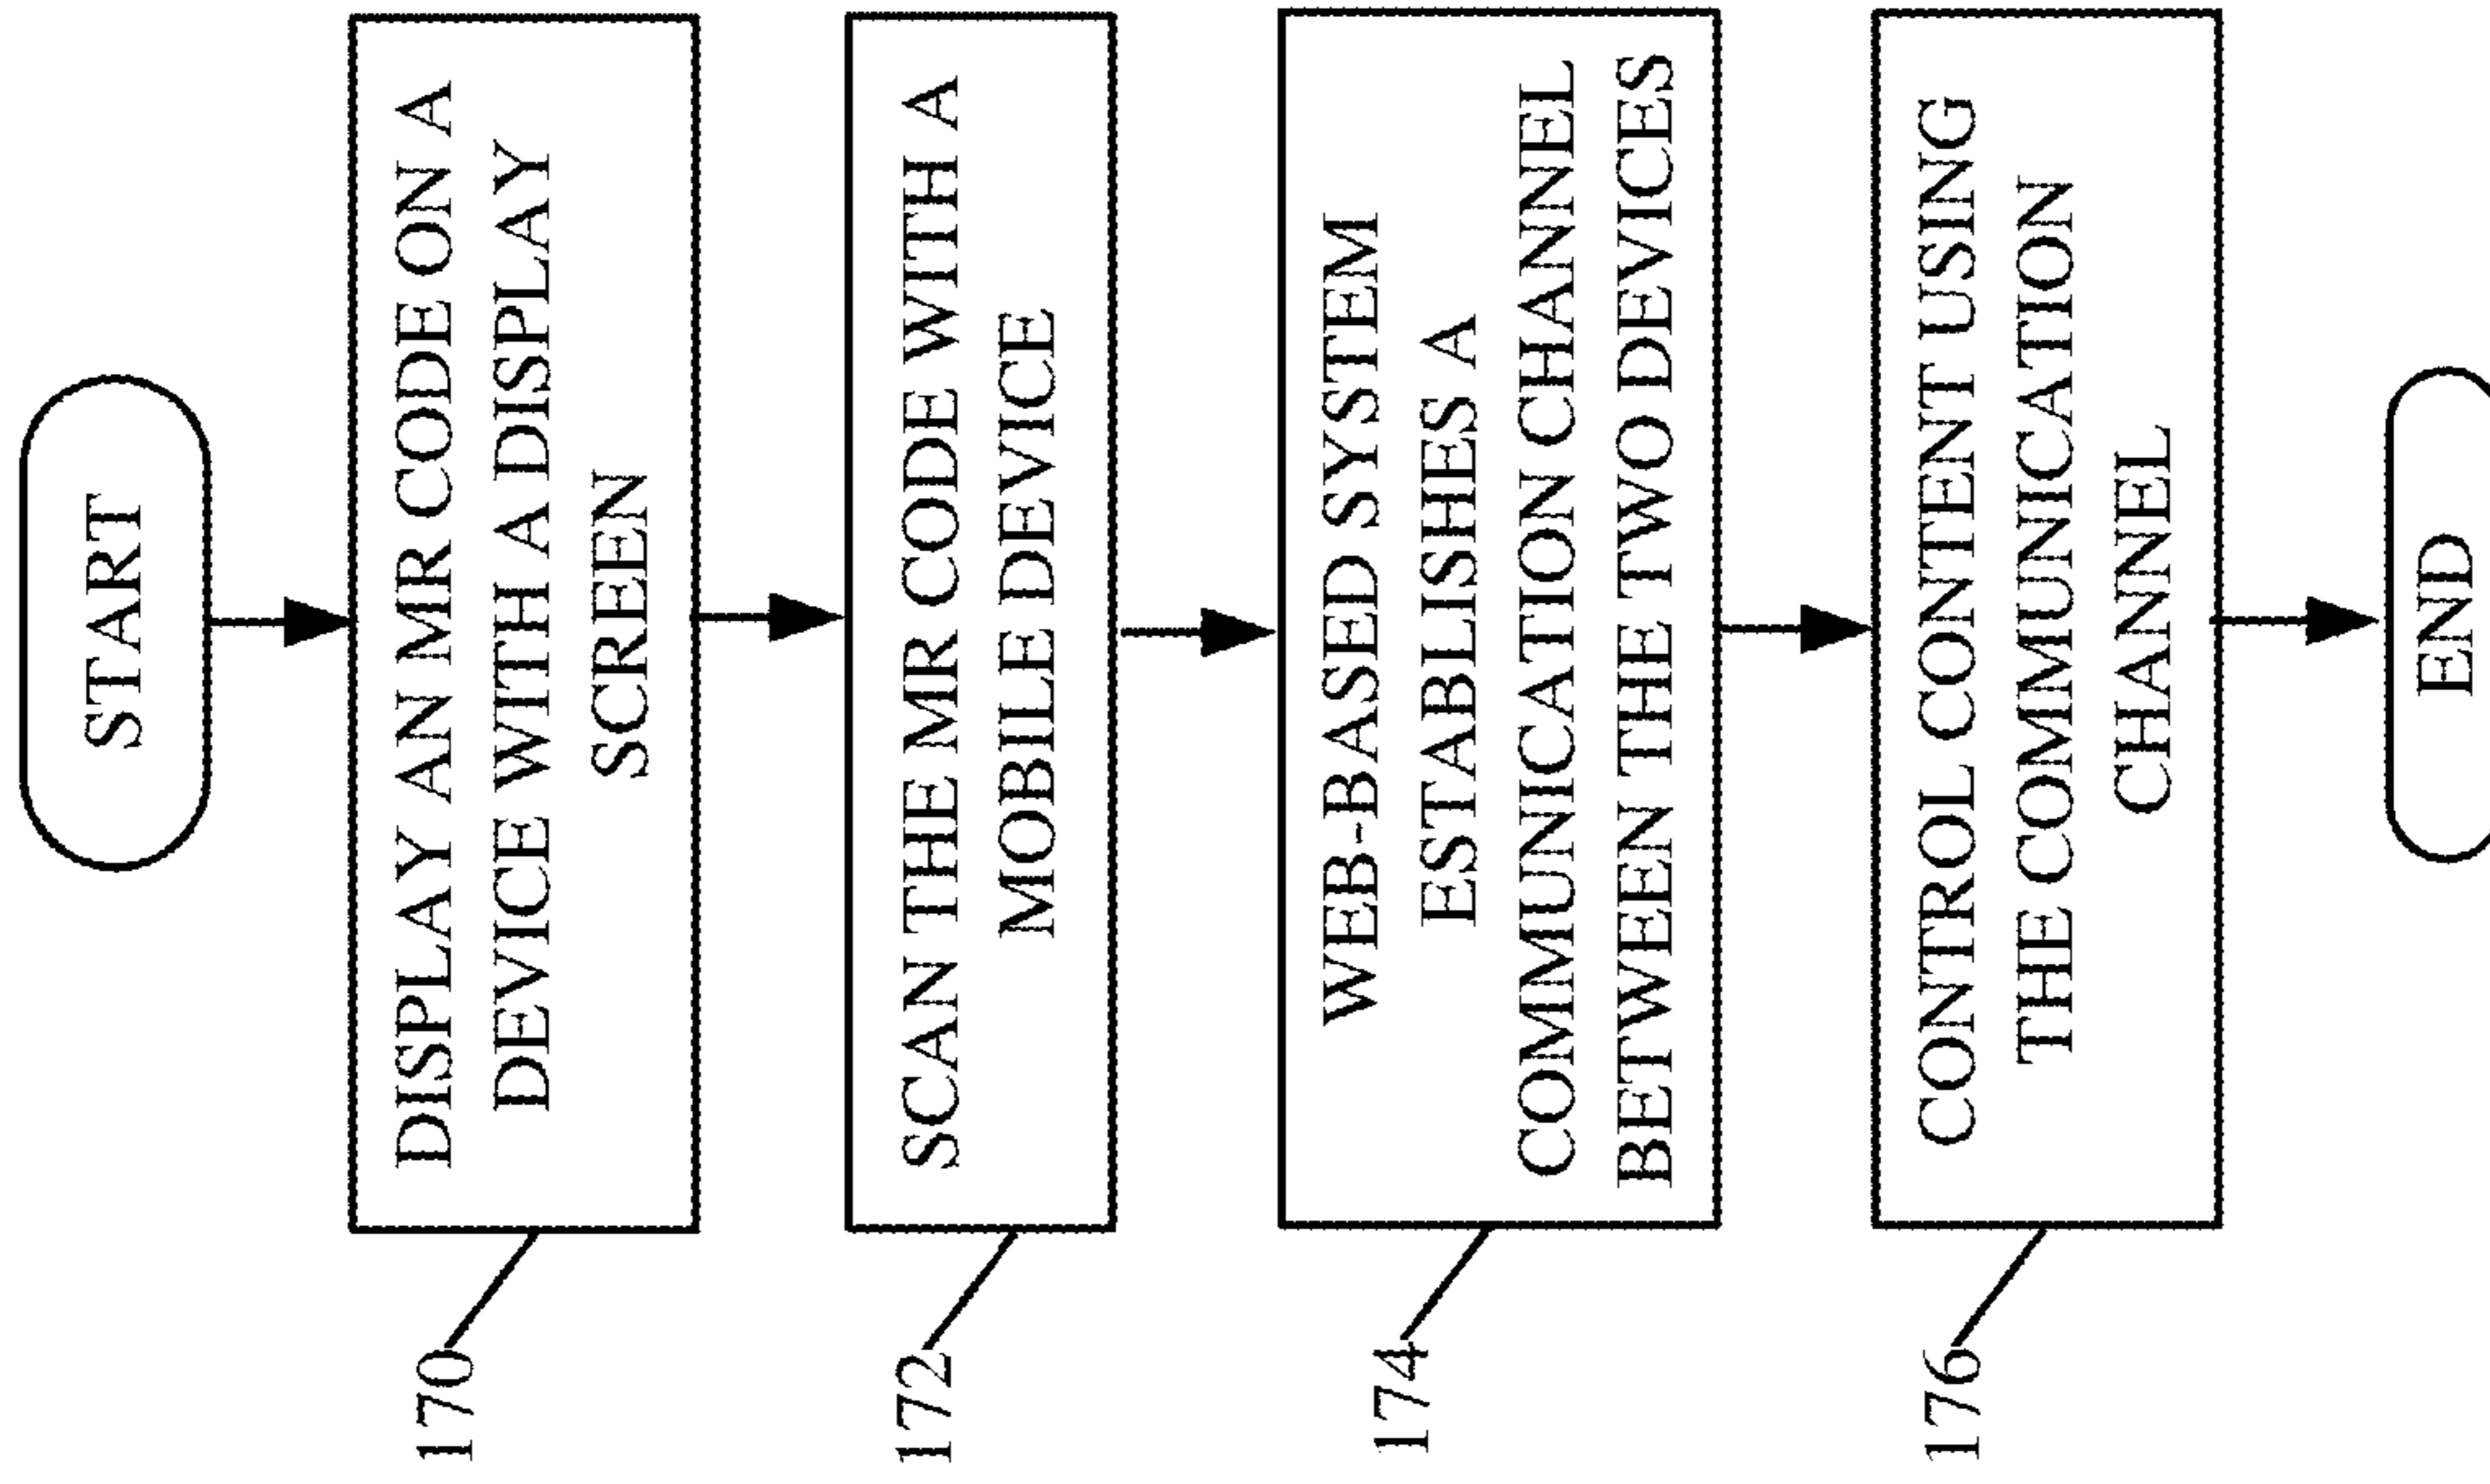 START
DISPLAY AN MR CODE ON A
DEVICE WITH A DISPLAY
SCREEN
170
SCAN THE MR CODE WITH A
MOBILE DEVICE
172
WEB-BASED SYSTEM
ESTABLISHES A
COMMUNICATION CHANNEL
BETWEEN THE TWO DEVICES
174
CONTROL CONTENT USING
THE COMMUNICATION
CHANNEL
176
END